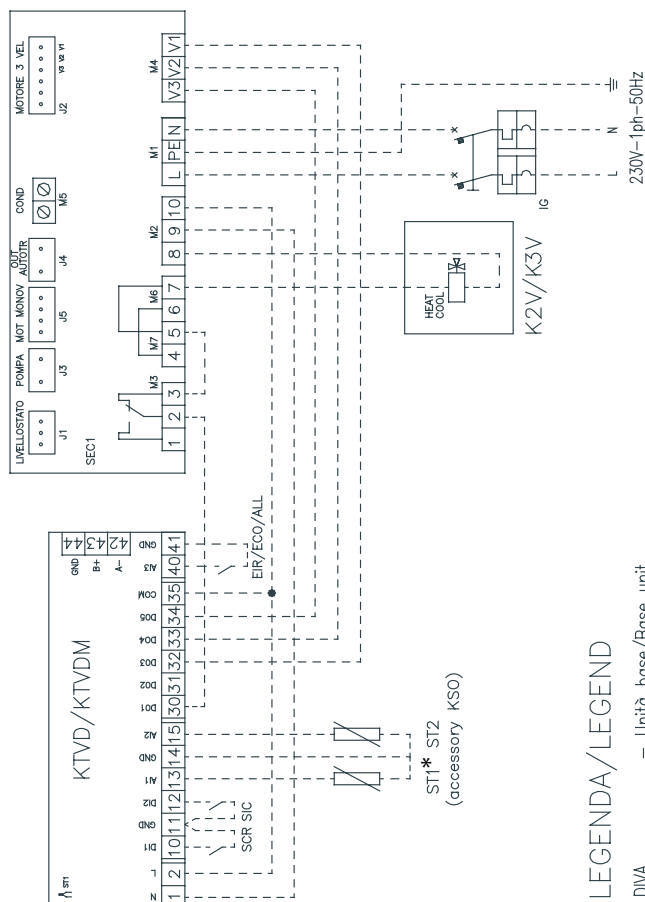 MOTORE 3 VEL
V3 V2 V1
J2
COND
M5
OUT
AUTOTR
J4
MOT MONOV
J5
POMPA
J3
LIVELLOSTATO
J1
SEC1
M4
V3 V2 V1
M1
L PE N
M2
8 9 10
M6
M7
4 5 6 7
M3
1 2 3
KTVD/KTVDM
GND 44
B+ 43
A- 42
ST1
N L DI1 GND DI2 AI1 GND AI2 DO1 DO2 DO3 DO4 DO5 COM AI3 GND
1 2 10 11 12 13 14 15 30 31 32 33 34 35 40 41
SCR SIC
EIR/ECO/ALL
ST1* ST2
(accessory KSO)
HEAT
COOL
K2V/K3V
IG
L N
230V-1ph-50Hz
LEGENDA/LEGEND
DIVA – Unità base/Base unit